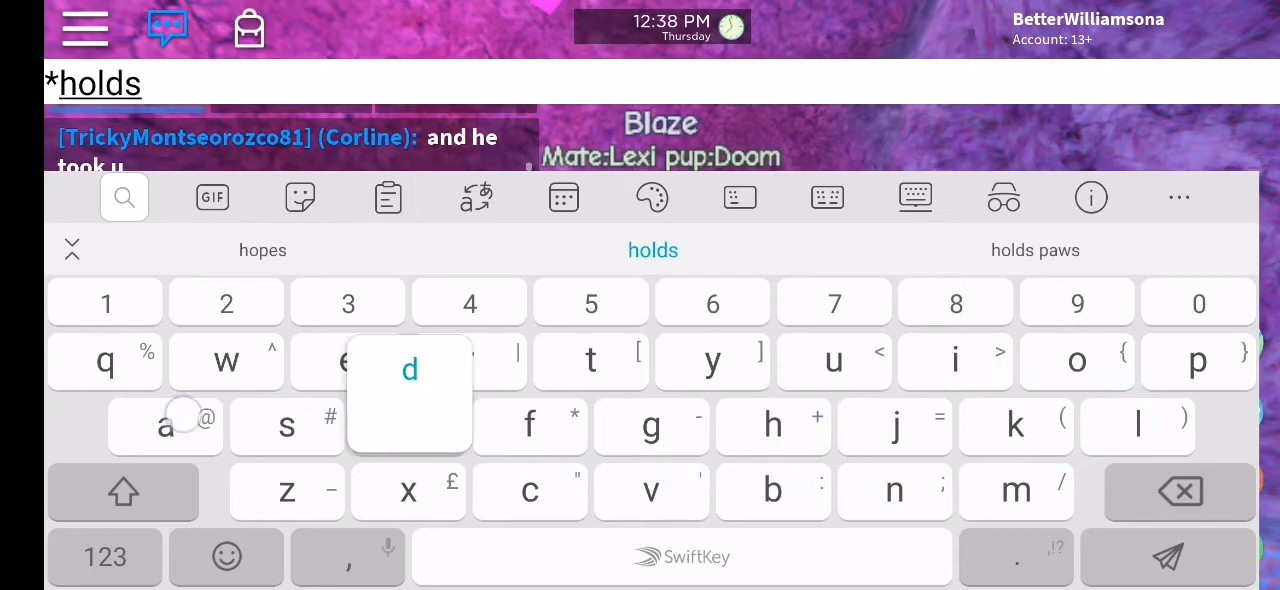 12:38 PM
Thursday
BetterWilliamsona
Account: 13+
*holds
[TrickyMontseorozco81] (Corline): and he
took u
Blaze
Mate:Lexi pup:Doom
GIF
hopes holds holds paws
1 2 3 4 5 6 7 8 9 0
q % w ^ e | t [ y ] u < i > o { p }
a @ s # d f * g - h + j = k ( l )
z _ x £ c " v ' b : n ; m /
123 , SwiftKey . ,!?